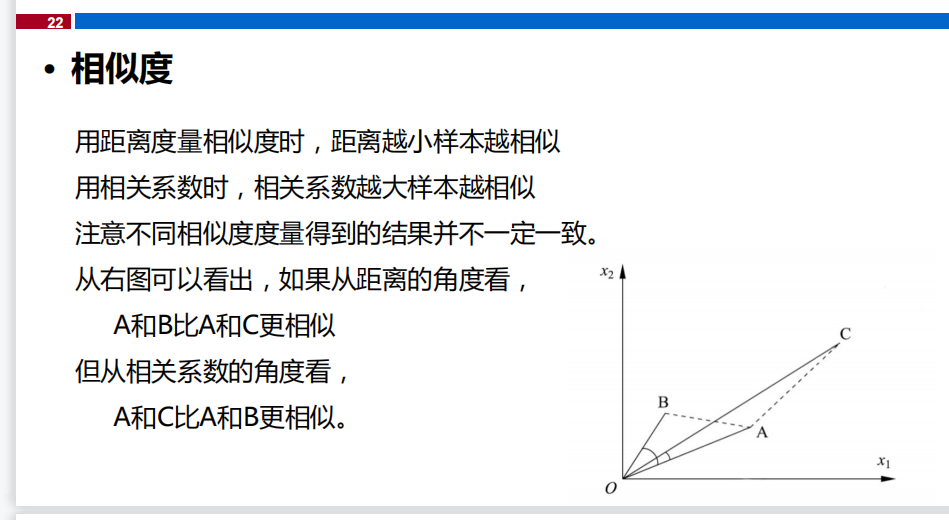 22
• 相似度
用距离度量相似度时，距离越小样本越相似
用相关系数时，相关系数越大样本越相似
注意不同相似度度量得到的结果并不一定一致。
从右图可以看出，如果从距离的角度看，
A和B比A和C更相似
但从相关系数的角度看，
A和C比A和B更相似。
x₂
C
B
A
x₁
O